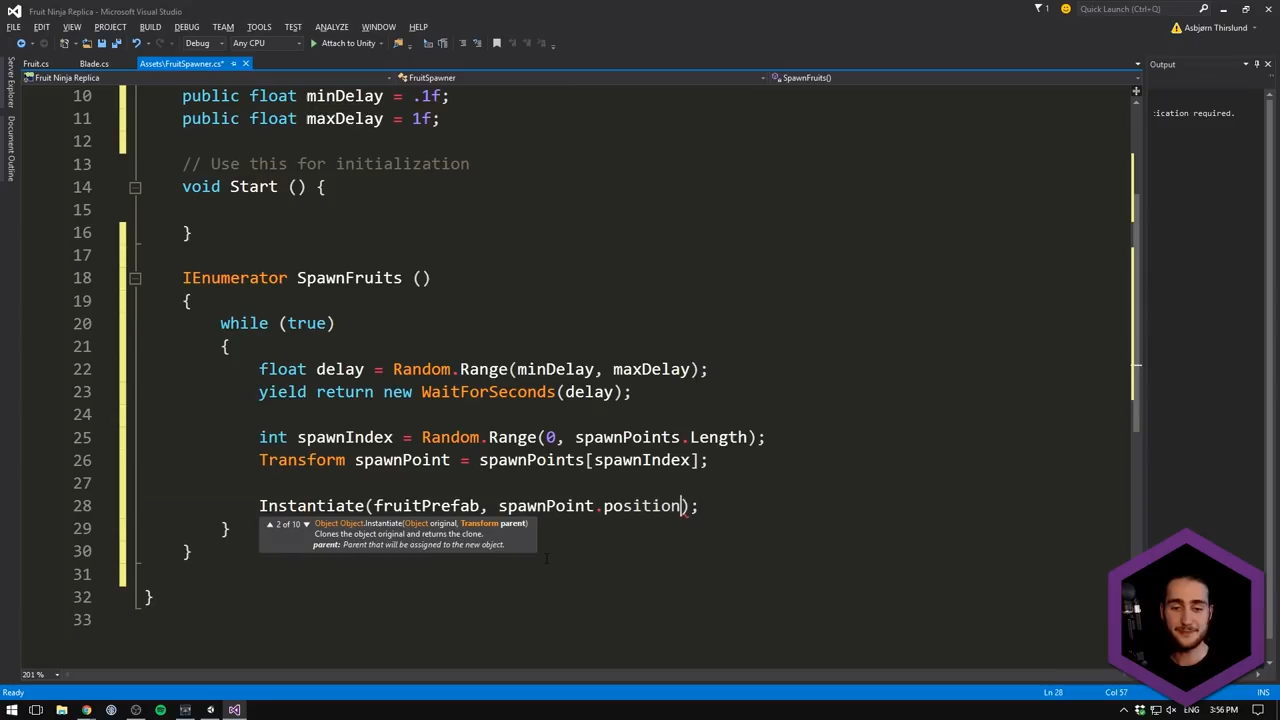 Fruit Ninja Replica - Microsoft Visual Studio
1
Quick Launch (Ctrl+Q)
FILE EDIT VIEW PROJECT BUILD DEBUG TEAM TOOLS TEST ANALYZE WINDOW HELP
Asbjørn Thirslund
Debug Any CPU Attach to Unity
Server Explorer
Document Outline
Fruit.cs Blade.cs Assets\FruitSpawner.cs*
Output
Fruit Ninja Replica FruitSpawner SpawnFruits()
ication required.
10 public float minDelay = .1f;
11 public float maxDelay = 1f;
12
13 // Use this for initialization
14 void Start () {
15
16 }
17
18 IEnumerator SpawnFruits ()
19 {
20 while (true)
21 {
22 float delay = Random.Range(minDelay, maxDelay);
23 yield return new WaitForSeconds(delay);
24
25 int spawnIndex = Random.Range(0, spawnPoints.Length);
26 Transform spawnPoint = spawnPoints[spawnIndex];
27
28 Instantiate(fruitPrefab, spawnPoint.position);
2 of 10 Object Object.Instantiate(Object original, Transform parent)
Clones the object original and returns the clone.
parent: Parent that will be assigned to the new object.
29 }
30 }
31
32 }
33
201 %
Ready Ln 28 Col 57 INS
ENG 3:56 PM